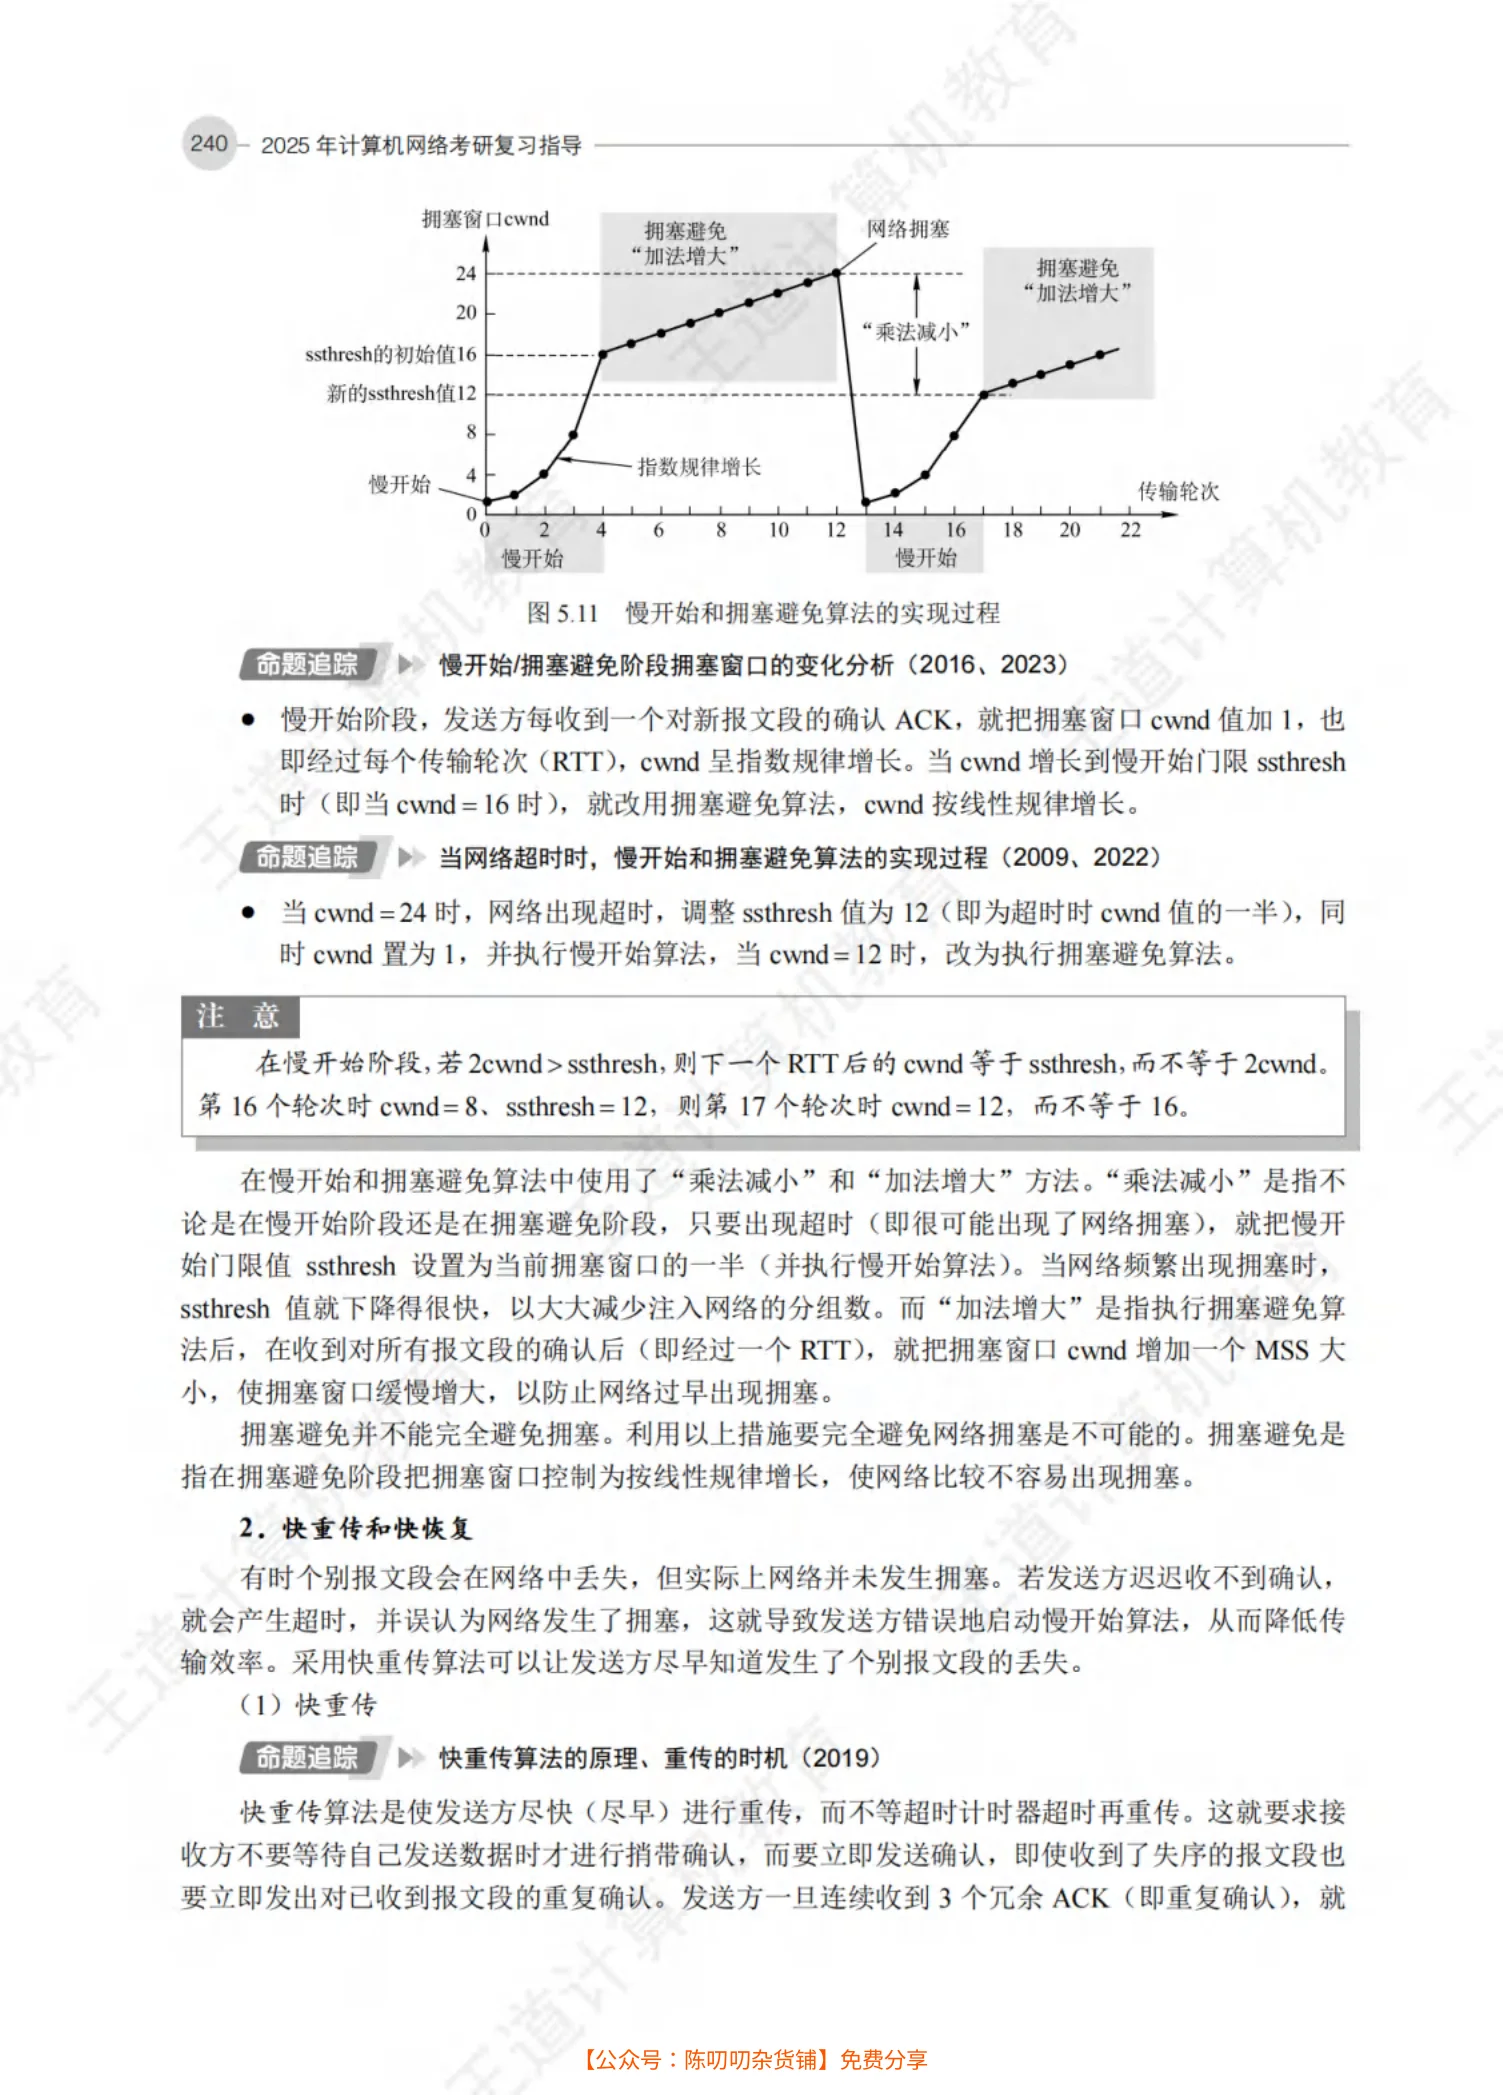 240 2025 年计算机网络考研复习指导
拥塞窗口cwnd
拥塞避免
“加法增大”
网络拥塞
拥塞避免
“加法增大”
24
20
“乘法减小”
ssthresh的初始值16
新的ssthresh值12
8
指数规律增长
慢开始
4
传输轮次
0
0 2 4 6 8 10 12 14 16 18 20 22
慢开始 慢开始
图 5.11 慢开始和拥塞避免算法的实现过程
命题追踪 慢开始/拥塞避免阶段拥塞窗口的变化分析（2016、2023）
● 慢开始阶段，发送方每收到一个对新报文段的确认 ACK，就把拥塞窗口 cwnd 值加 1，也
即经过每个传输轮次（RTT），cwnd 呈指数规律增长。当 cwnd 增长到慢开始门限 ssthresh
时（即当 cwnd = 16 时），就改用拥塞避免算法，cwnd 按线性规律增长。
命题追踪 当网络超时时，慢开始和拥塞避免算法的实现过程（2009、2022）
● 当 cwnd = 24 时，网络出现超时，调整 ssthresh 值为 12（即为超时时 cwnd 值的一半），同
时 cwnd 置为 1，并执行慢开始算法，当 cwnd = 12 时，改为执行拥塞避免算法。
注 意
在慢开始阶段，若 2cwnd > ssthresh，则下一个 RTT后的 cwnd 等于 ssthresh，而不等于 2cwnd。
第 16 个轮次时 cwnd = 8、ssthresh = 12，则第 17 个轮次时 cwnd = 12，而不等于 16。
在慢开始和拥塞避免算法中使用了“乘法减小”和“加法增大”方法。“乘法减小”是指不
论是在慢开始阶段还是在拥塞避免阶段，只要出现超时（即很可能出现了网络拥塞），就把慢开
始门限值 ssthresh 设置为当前拥塞窗口的一半（并执行慢开始算法）。当网络频繁出现拥塞时，
ssthresh 值就下降得很快，以大大减少注入网络的分组数。而“加法增大”是指执行拥塞避免算
法后，在收到对所有报文段的确认后（即经过一个 RTT），就把拥塞窗口 cwnd 增加一个 MSS 大
小，使拥塞窗口缓慢增大，以防止网络过早出现拥塞。
拥塞避免并不能完全避免拥塞。利用以上措施要完全避免网络拥塞是不可能的。拥塞避免是
指在拥塞避免阶段把拥塞窗口控制为按线性规律增长，使网络比较不容易出现拥塞。
2．快重传和快恢复
有时个别报文段会在网络中丢失，但实际上网络并未发生拥塞。若发送方迟迟收不到确认，
就会产生超时，并误认为网络发生了拥塞，这就导致发送方错误地启动慢开始算法，从而降低传
输效率。采用快重传算法可以让发送方尽早知道发生了个别报文段的丢失。
（1）快重传
命题追踪 快重传算法的原理、重传的时机（2019）
快重传算法是使发送方尽快（尽早）进行重传，而不等超时计时器超时再重传。这就要求接
收方不要等待自己发送数据时才进行捎带确认，而要立即发送确认，即使收到了失序的报文段也
要立即发出对已收到报文段的重复确认。发送方一旦连续收到 3 个冗余 ACK（即重复确认），就
【公众号：陈叨叨杂货铺】免费分享
王道计算机教育